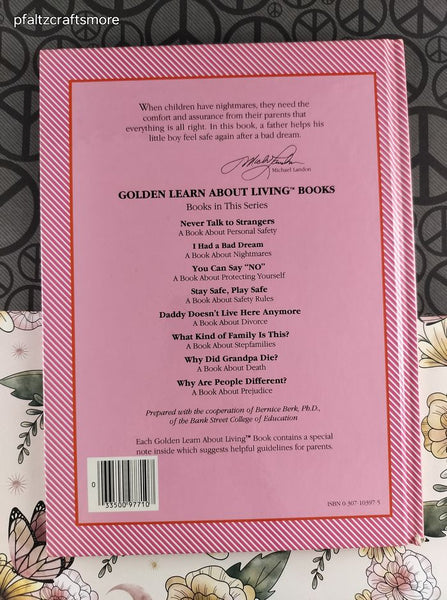 pfaltzcraftsmore
When children have nightmares, they need the
comfort and assurance from their parents that
everything is all right. In this book, a father helps his
little boy feel safe again after a bad dream.
Michael Landon
GOLDEN LEARN ABOUT LIVING™ BOOKS
Books in This Series
Never Talk to Strangers
A Book About Personal Safety
I Had a Bad Dream
A Book About Nightmares
You Can Say "NO"
A Book About Protecting Yourself
Stay Safe, Play Safe
A Book About Safety Rules
Daddy Doesn't Live Here Anymore
A Book About Divorce
What Kind of Family Is This?
A Book About Stepfamilies
Why Did Grandpa Die?
A Book About Death
Why Are People Different?
A Book About Prejudice
Prepared with the cooperation of Bernice Berk, Ph.D.,
of the Bank Street College of Education
Each Golden Learn About Living™ Book contains a special
note inside which suggests helpful guidelines for parents.
0
33500 97710
ISBN 0-307-10397-5